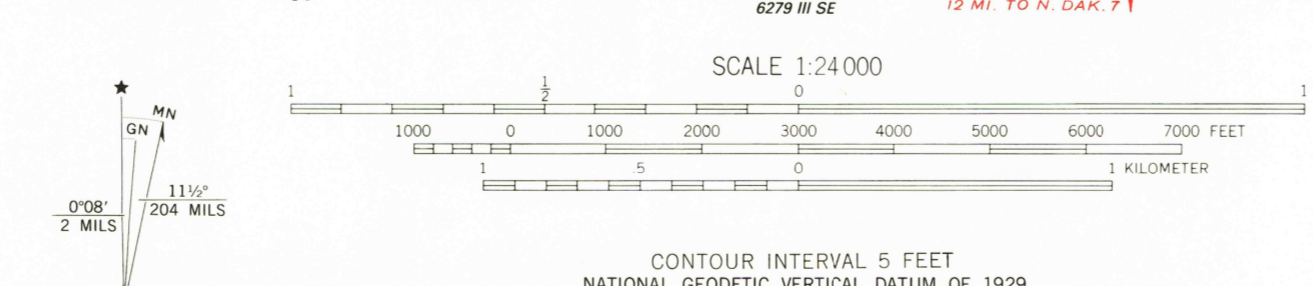 6279 III SE
12 MI. TO N. DAK. 7
SCALE 1:24 000
1 1/2 0 1
1000 0 1000 2000 3000 4000 5000 6000 7000 FEET
1 .5 0 1 KILOMETER
MN
GN
0°08′
2 MILS
11½°
204 MILS
CONTOUR INTERVAL 5 FEET
NATIONAL GEODETIC VERTICAL DATUM OF 1929